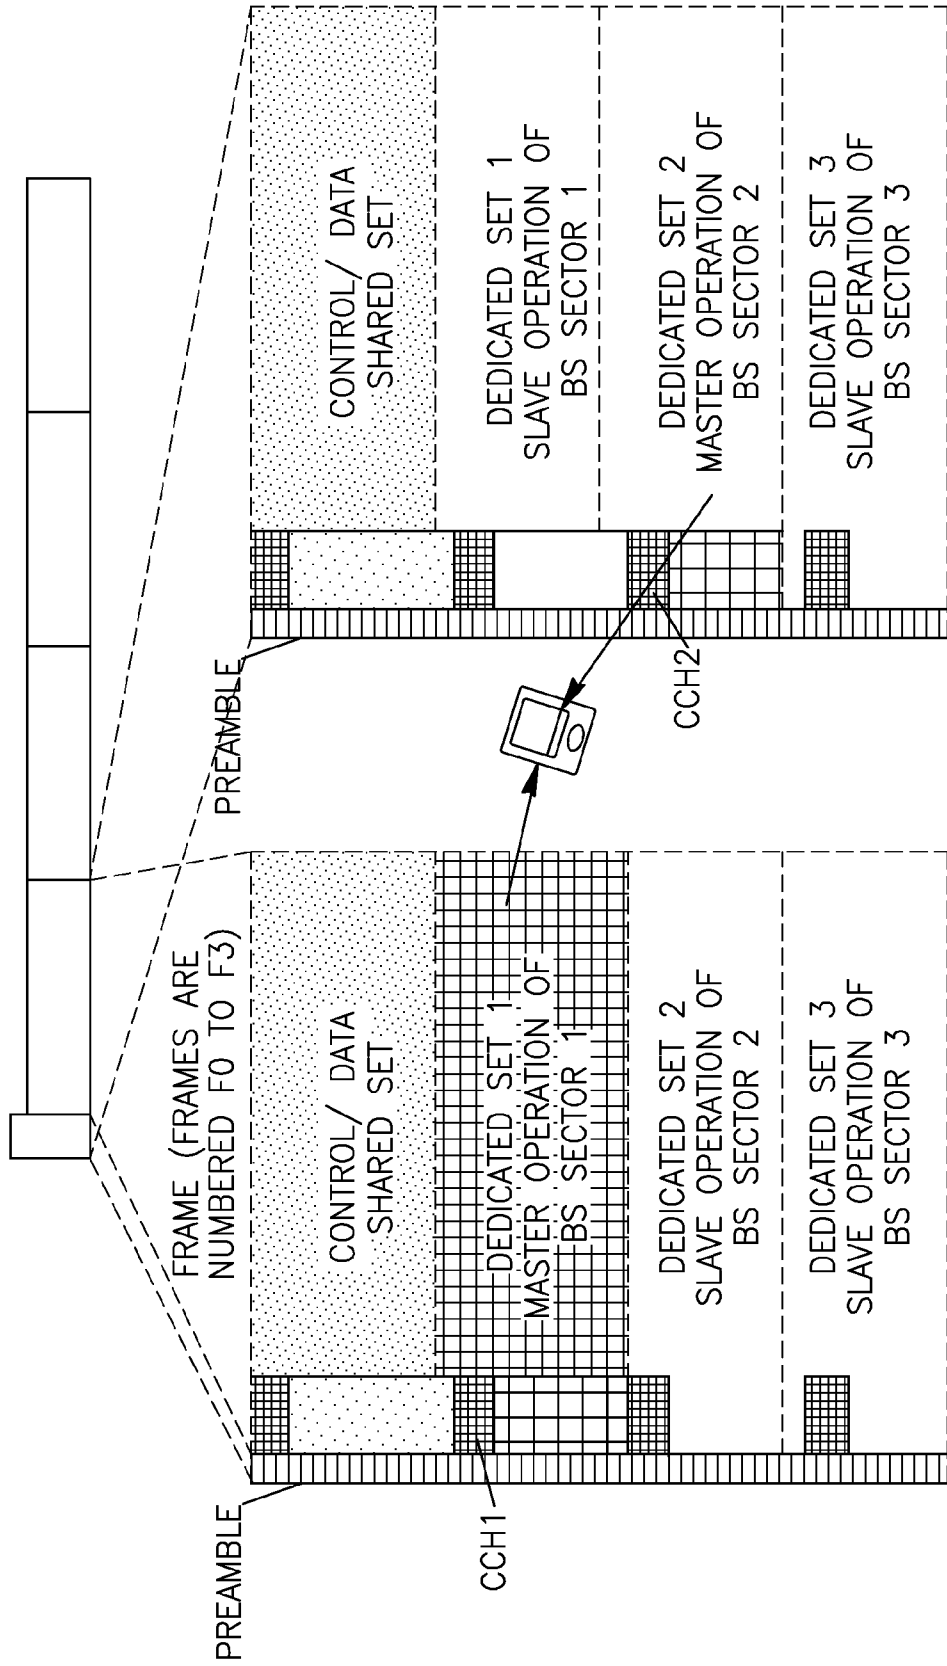 FRAME (FRAMES ARE
NUMBERED F0 TO F3)
PREAMBLE
CONTROL/ DATA
SHARED SET
DEDICATED SET 1
MASTER OPERATION OF
BS SECTOR 1
DEDICATED SET 2
SLAVE OPERATION OF
BS SECTOR 2
DEDICATED SET 3
SLAVE OPERATION OF
BS SECTOR 3
CCH1
PREAMBLE
CONTROL/ DATA
SHARED SET
DEDICATED SET 1
SLAVE OPERATION OF
BS SECTOR 1
DEDICATED SET 2
MASTER OPERATION OF
BS SECTOR 2
DEDICATED SET 3
SLAVE OPERATION OF
BS SECTOR 3
CCH2